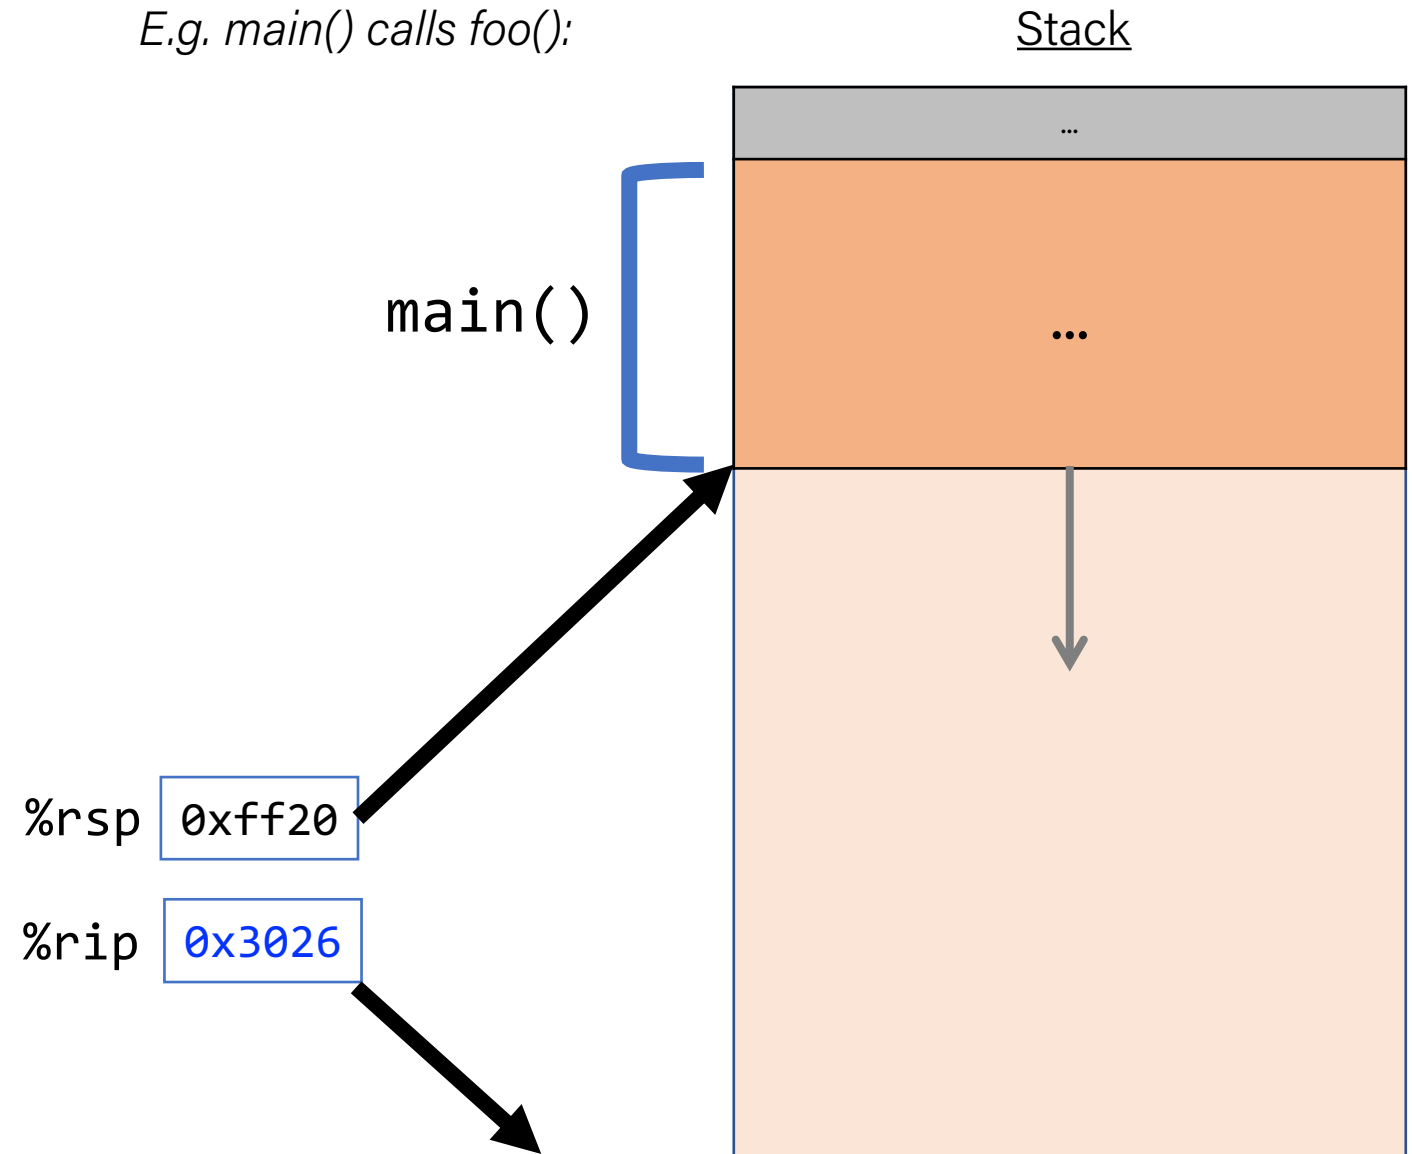 E.g. main() calls foo():
Stack
...
main()
...
%rsp 0xff20
%rip 0x3026